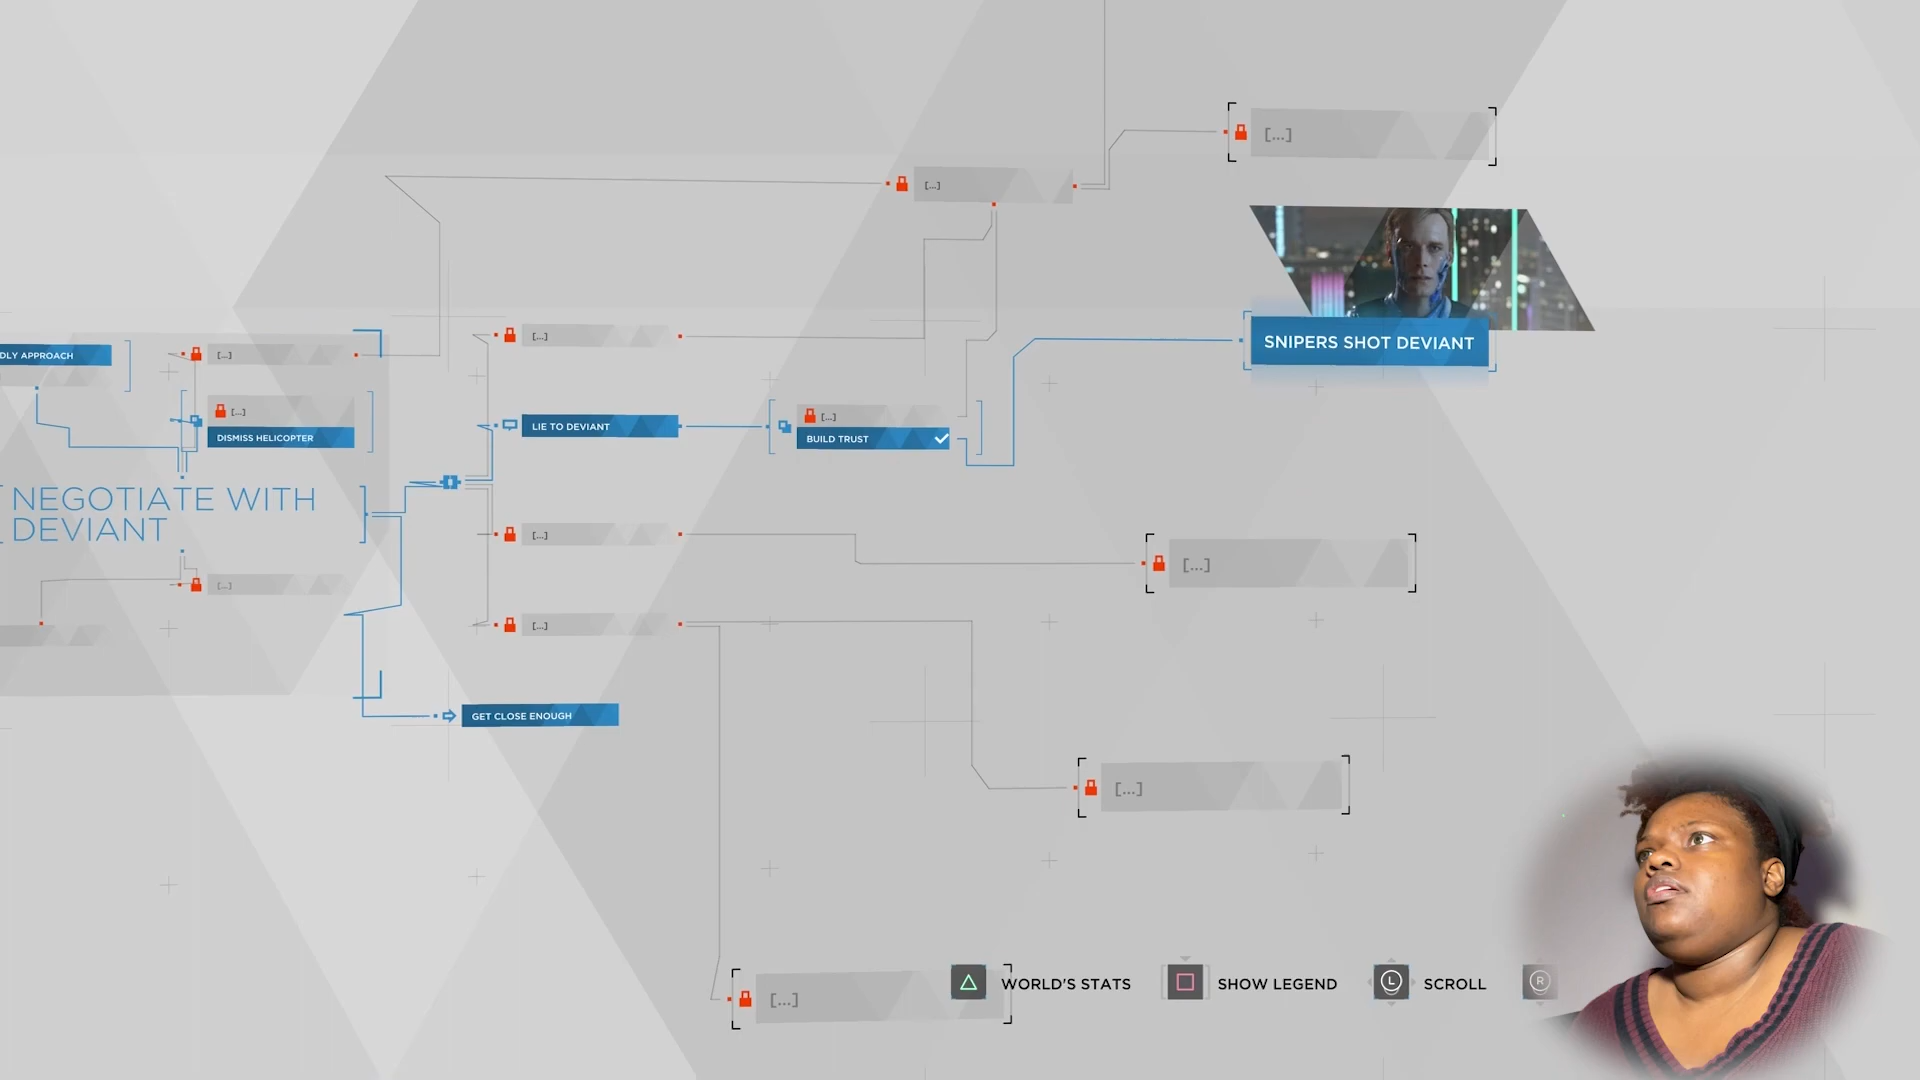 [...]
[...]
SNIPERS SHOT DEVIANT
[...]
DLY APPROACH
[...]
[...]
DISMISS HELICOPTER
LIE TO DEVIANT
[...]
BUILD TRUST
NEGOTIATE WITH
DEVIANT
[...]
[...]
[...]
[...]
GET CLOSE ENOUGH
[...]
[...]
WORLD'S STATS
SHOW LEGEND
L
SCROLL
R